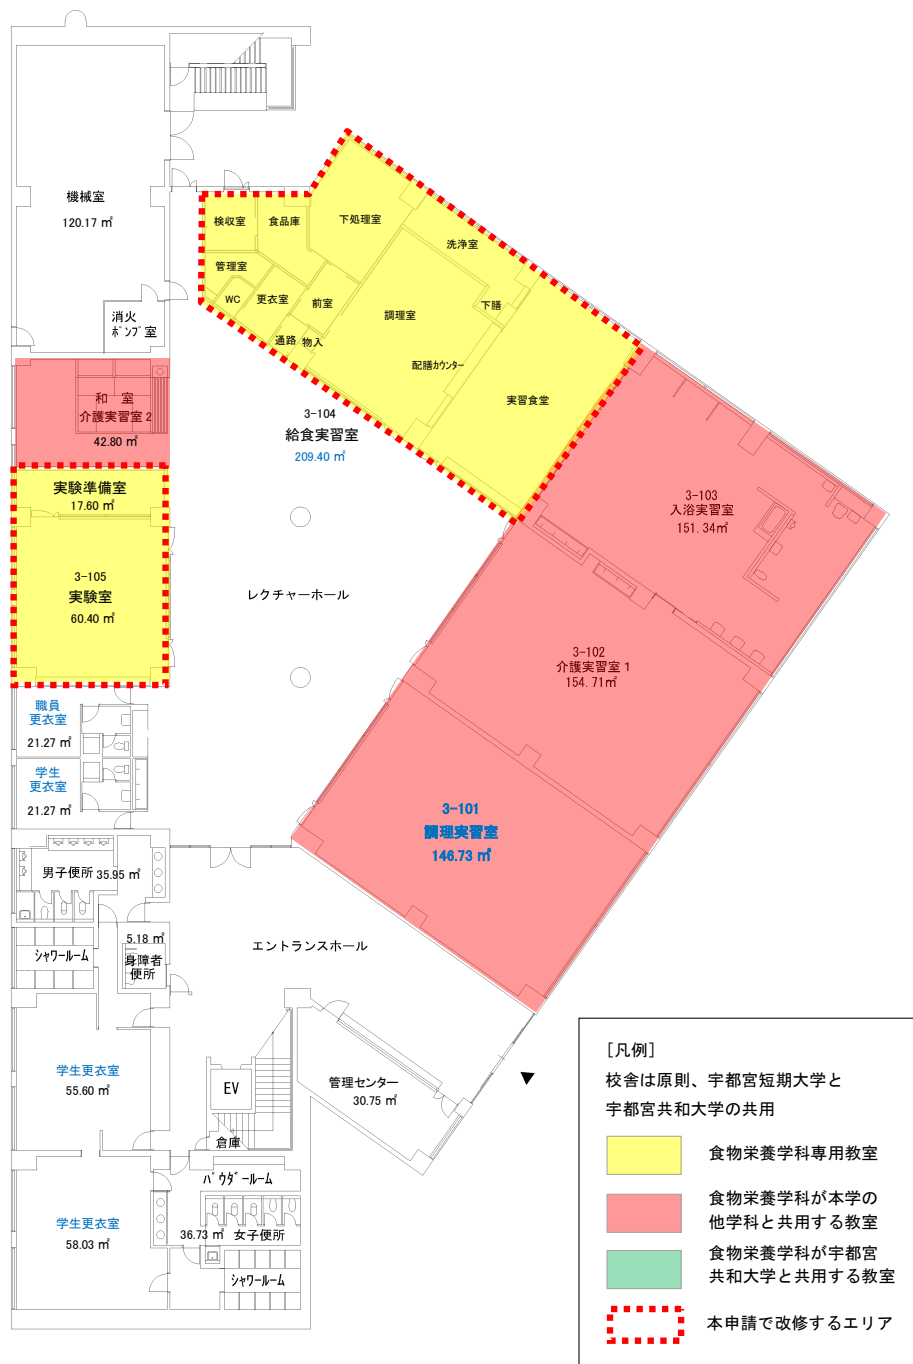 機械室
120.17 ㎡
消火
ﾎﾟﾝﾌﾟ室
検収室
食品庫
下処理室
洗浄室
管理室
WC
更衣室
前室
調理室
下膳
通路
物入
配膳ｶｳﾝﾀｰ
実習食堂
3-104
給食実習室
209.40 ㎡
和　室
介護実習室２
42.80 ㎡
実験準備室
17.60 ㎡
3-105
実験室
60.40 ㎡
3-103
入浴実習室
151.34㎡
レクチャーホール
3-102
介護実習室１
154.71㎡
職員
更衣室
21.27 ㎡
学生
更衣室
21.27 ㎡
3-101
調理実習室
146.73 ㎡
男子便所 35.95 ㎡
5.18 ㎡
身障者
便所
ｼｬﾜｰﾙｰﾑ
エントランスホール
学生更衣室
55.60 ㎡
EV
倉庫
管理センター
30.75 ㎡
ﾊﾟｳﾀﾞｰﾙｰﾑ
学生更衣室
58.03 ㎡
36.73 ㎡ 女子便所
ｼｬﾜｰﾙｰﾑ
［凡例］
校舎は原則、宇都宮短期大学と
宇都宮共和大学の共用
食物栄養学科専用教室
食物栄養学科が本学の
他学科と共用する教室
食物栄養学科が宇都宮
共和大学と共用する教室
本申請で改修するエリア